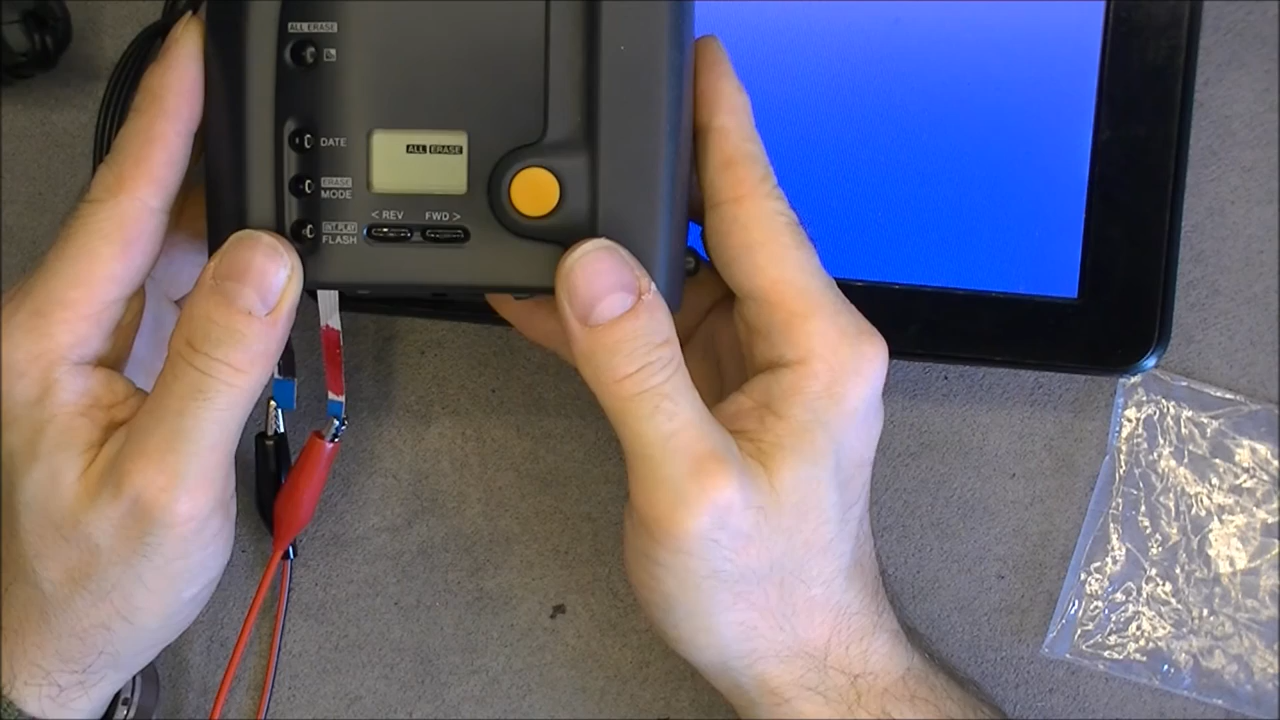 ALL ERASE
DATE
ALL ERASE
ERASE
MODE
< REV FWD >
INT.PLAY
FLASH